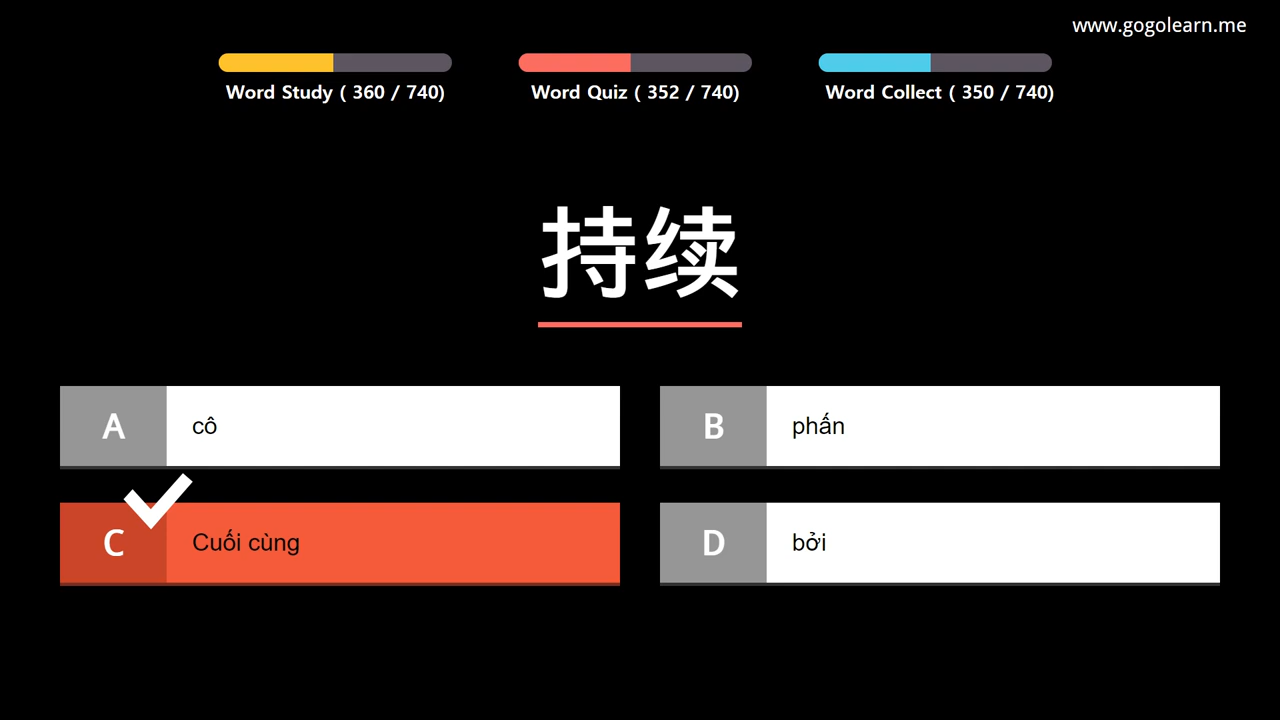 www.gogolearn.me
Word Study ( 360 / 740)
Word Quiz ( 352 / 740)
Word Collect ( 350 / 740)
持续
A cô
B phấn
C Cuối cùng
D bởi